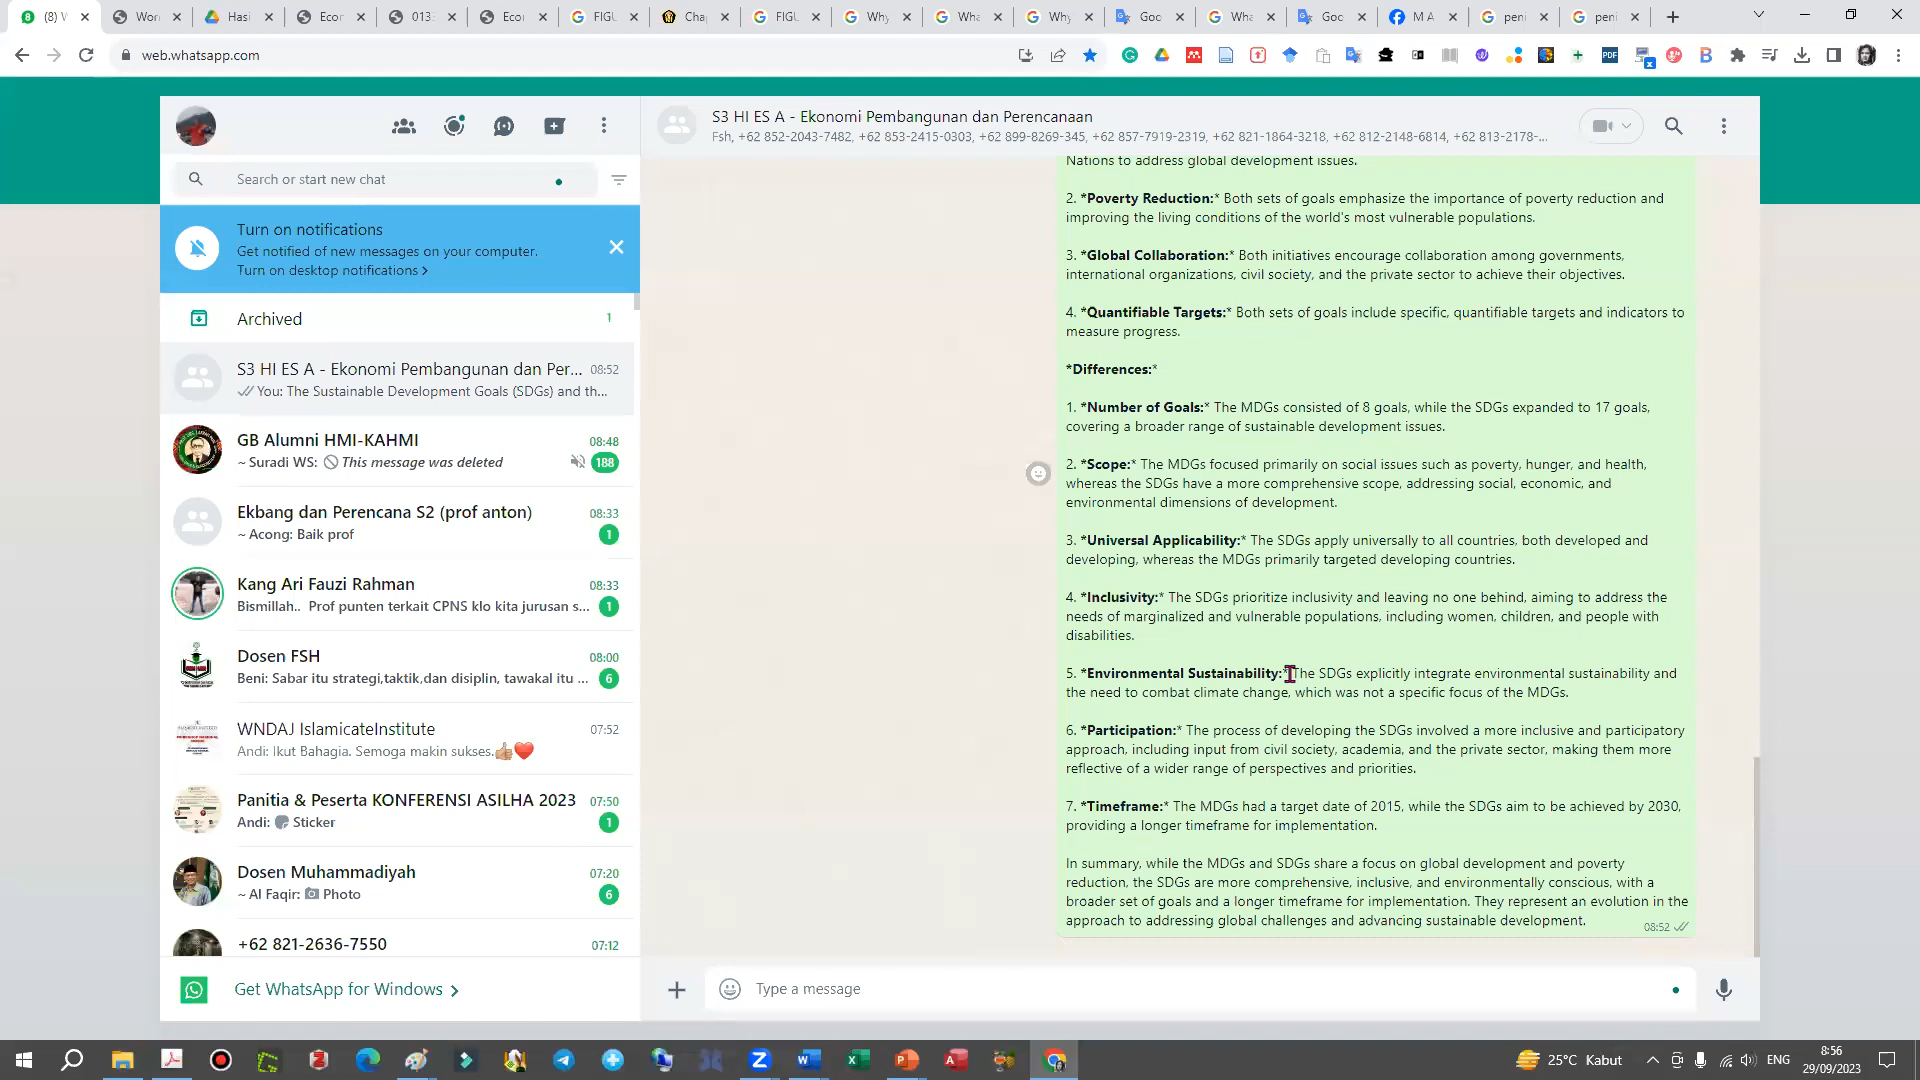 (8) W
Wor
Hasi
Ecor
013:
Ecor
FIGU
Cha
FIGU
Why
Wha
Why
Goo
Wha
Goo
M A
peni
peni
web.whatsapp.com
Search or start new chat
Turn on notifications
Get notified of new messages on your computer.
Turn on desktop notifications >
Archived
1
S3 HI ES A - Ekonomi Pembangunan dan Per... 08:52
You: The Sustainable Development Goals (SDGs) and th...
GB Alumni HMI-KAHMI 08:48
~ Suradi WS: This message was deleted 188
Ekbang dan Perencana S2 (prof anton) 08:33
~ Acong: Baik prof 1
Kang Ari Fauzi Rahman 08:33
Bismillah.. Prof punten terkait CPNS klo kita jurusan s... 1
Dosen FSH 08:00
Beni: Sabar itu strategi,taktik,dan disiplin, tawakal itu ... 6
WNDAJ IslamicateInstitute 07:52
Andi: Ikut Bahagia. Semoga makin sukses.👍❤️
Panitia & Peserta KONFERENSI ASILHA 2023 07:50
Andi: Sticker 1
Dosen Muhammadiyah 07:20
~ Al Faqir: Photo 6
+62 821-2636-7550 07:12
Get WhatsApp for Windows >
S3 HI ES A - Ekonomi Pembangunan dan Perencanaan
Fsh, +62 852-2043-7482, +62 853-2415-0303, +62 899-8269-345, +62 857-7919-2319, +62 821-1864-3218, +62 812-2148-6814, +62 813-2178-...
Nations to address global development issues.
2. *Poverty Reduction:* Both sets of goals emphasize the importance of poverty reduction and
improving the living conditions of the world's most vulnerable populations.
3. *Global Collaboration:* Both initiatives encourage collaboration among governments,
international organizations, civil society, and the private sector to achieve their objectives.
4. *Quantifiable Targets:* Both sets of goals include specific, quantifiable targets and indicators to
measure progress.
*Differences:*
1. *Number of Goals:* The MDGs consisted of 8 goals, while the SDGs expanded to 17 goals,
covering a broader range of sustainable development issues.
2. *Scope:* The MDGs focused primarily on social issues such as poverty, hunger, and health,
whereas the SDGs have a more comprehensive scope, addressing social, economic, and
environmental dimensions of development.
3. *Universal Applicability:* The SDGs apply universally to all countries, both developed and
developing, whereas the MDGs primarily targeted developing countries.
4. *Inclusivity:* The SDGs prioritize inclusivity and leaving no one behind, aiming to address the
needs of marginalized and vulnerable populations, including women, children, and people with
disabilities.
5. *Environmental Sustainability:* The SDGs explicitly integrate environmental sustainability and
the need to combat climate change, which was not a specific focus of the MDGs.
6. *Participation:* The process of developing the SDGs involved a more inclusive and participatory
approach, including input from civil society, academia, and the private sector, making them more
reflective of a wider range of perspectives and priorities.
7. *Timeframe:* The MDGs had a target date of 2015, while the SDGs aim to be achieved by 2030,
providing a longer timeframe for implementation.
In summary, while the MDGs and SDGs share a focus on global development and poverty
reduction, the SDGs are more comprehensive, inclusive, and environmentally conscious, with a
broader set of goals and a longer timeframe for implementation. They represent an evolution in the
approach to addressing global challenges and advancing sustainable development.
08:52
Type a message
25°C Kabut
ENG
8:56
29/09/2023